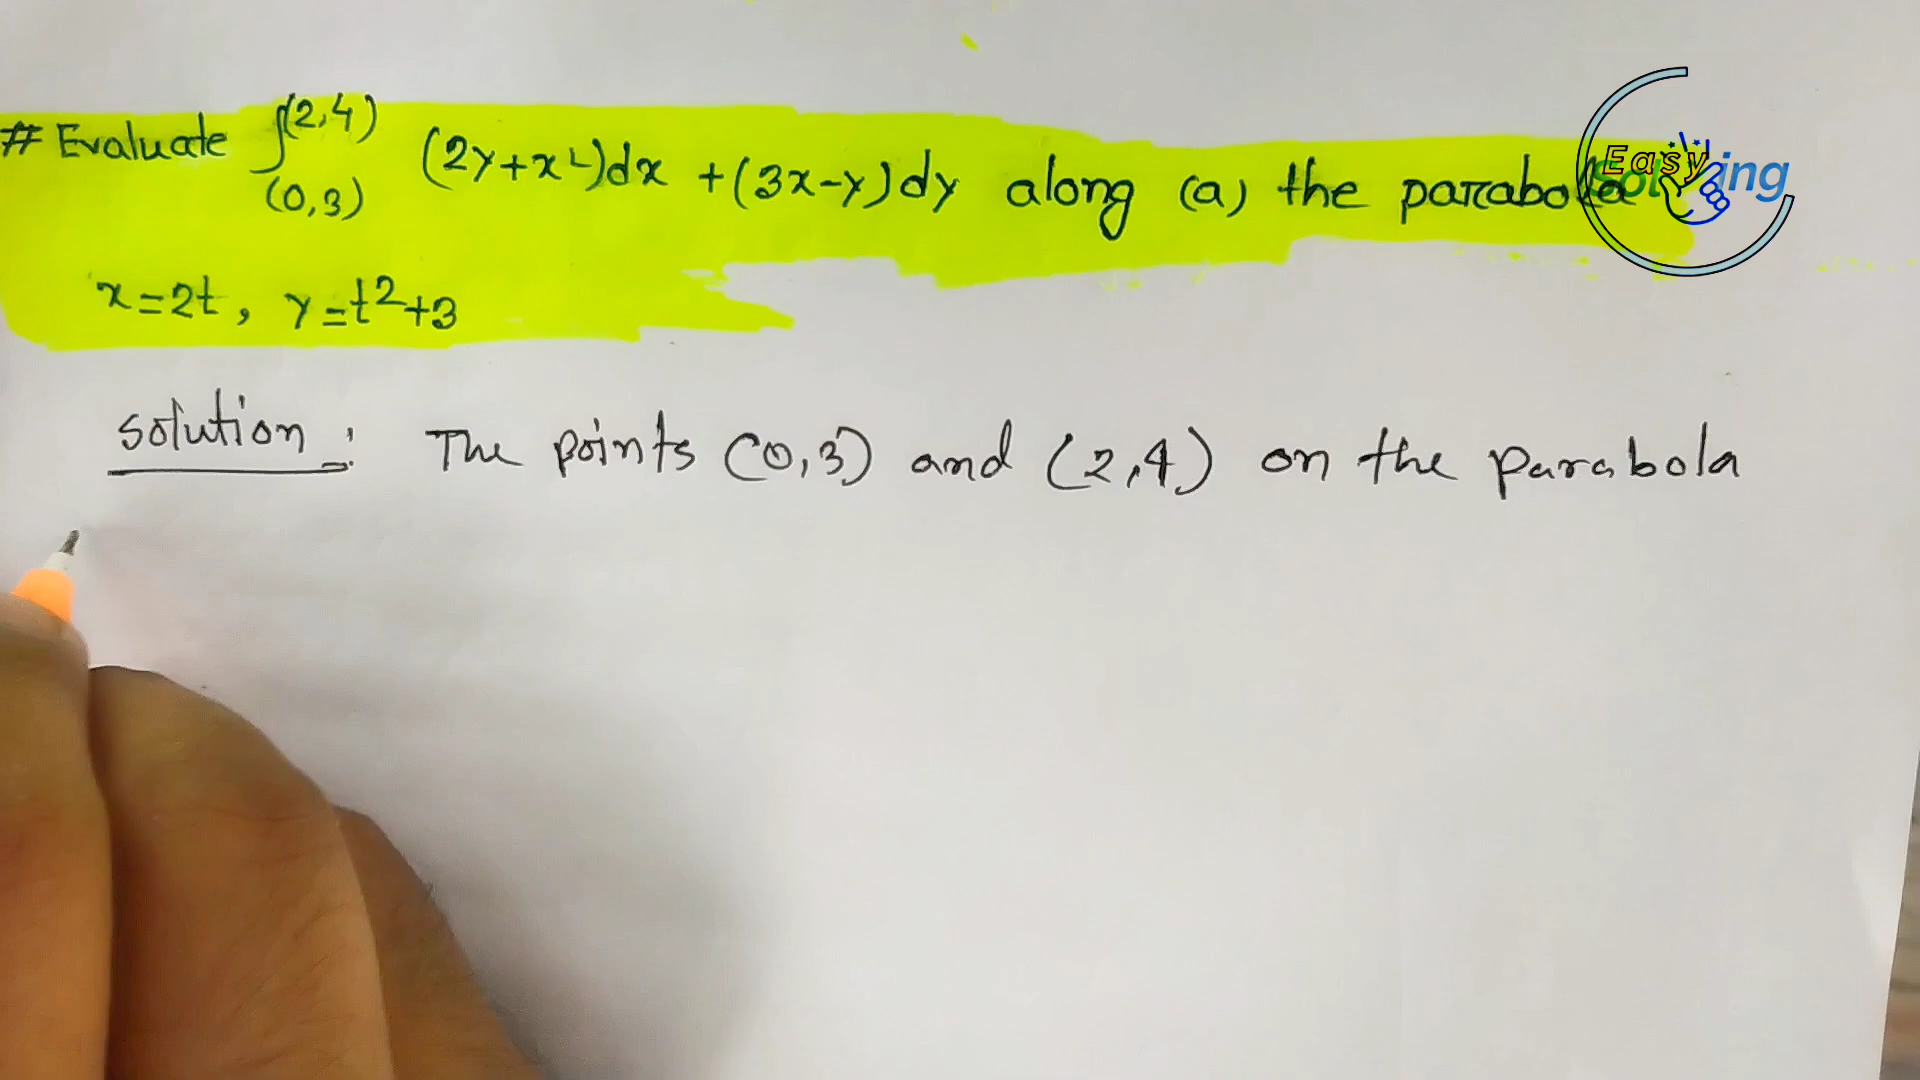 # Evaluate ∫(0,3)(2,4) (2y+x²)dx +(3x-y)dy along (a) the parabola
Easy Solving
x=2t, y=t²+3
solution: The points (0,3) and (2,4) on the parabola